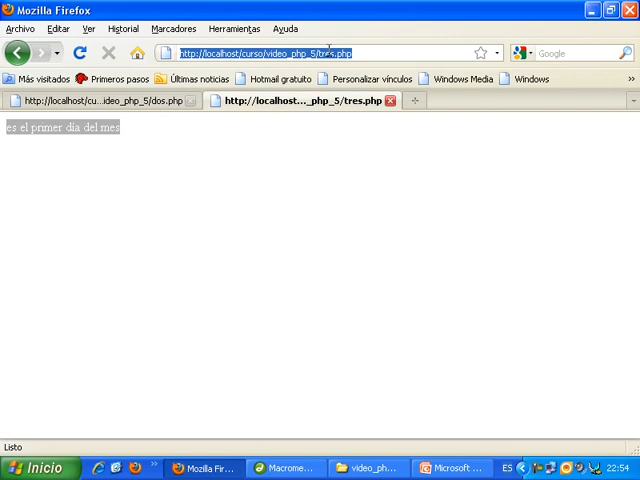 Mozilla Firefox
Archivo Editar Ver Historial Marcadores Herramientas Ayuda
http://localhost/curso/video_php_5/tres.php
Google
Más visitados Primeros pasos Últimas noticias Hotmail gratuito Personalizar vínculos Windows Media Windows
http://localhost/cu...ideo_php_5/dos.php http://localhost..._php_5/tres.php
es el primer día del mes
Listo
Inicio Mozilla Fir... Macrome... video_ph... Microsoft ... ES 22:54